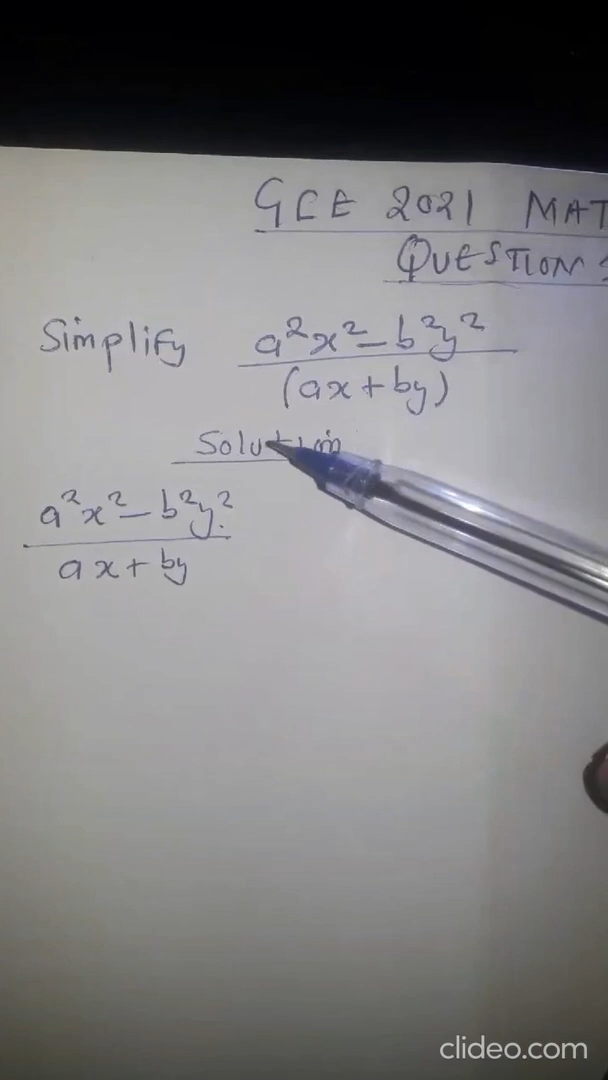 GCE 2021 MAT
QUESTION
Simplify a²x² - b²y² / (ax + by)
Solution
a²x² - b²y²
ax + by
clideo.com